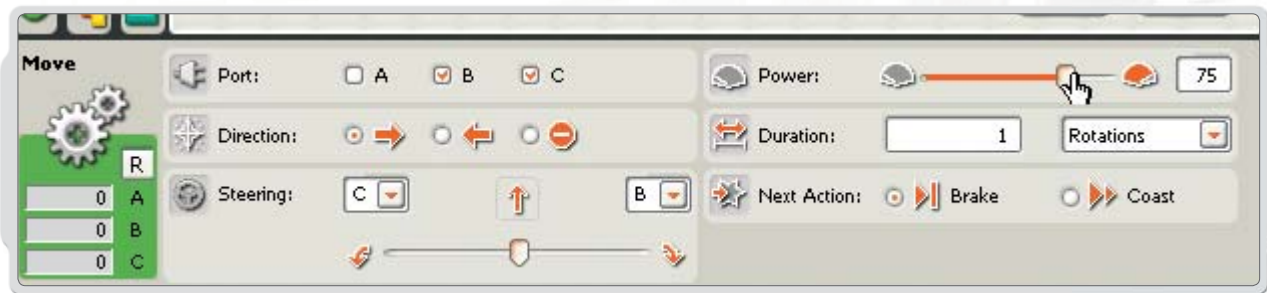 Move
R
0 A
0 B
0 C
Port: A B C
Direction:
Steering: C B
Power: 75
Duration: 1 Rotations
Next Action: Brake Coast